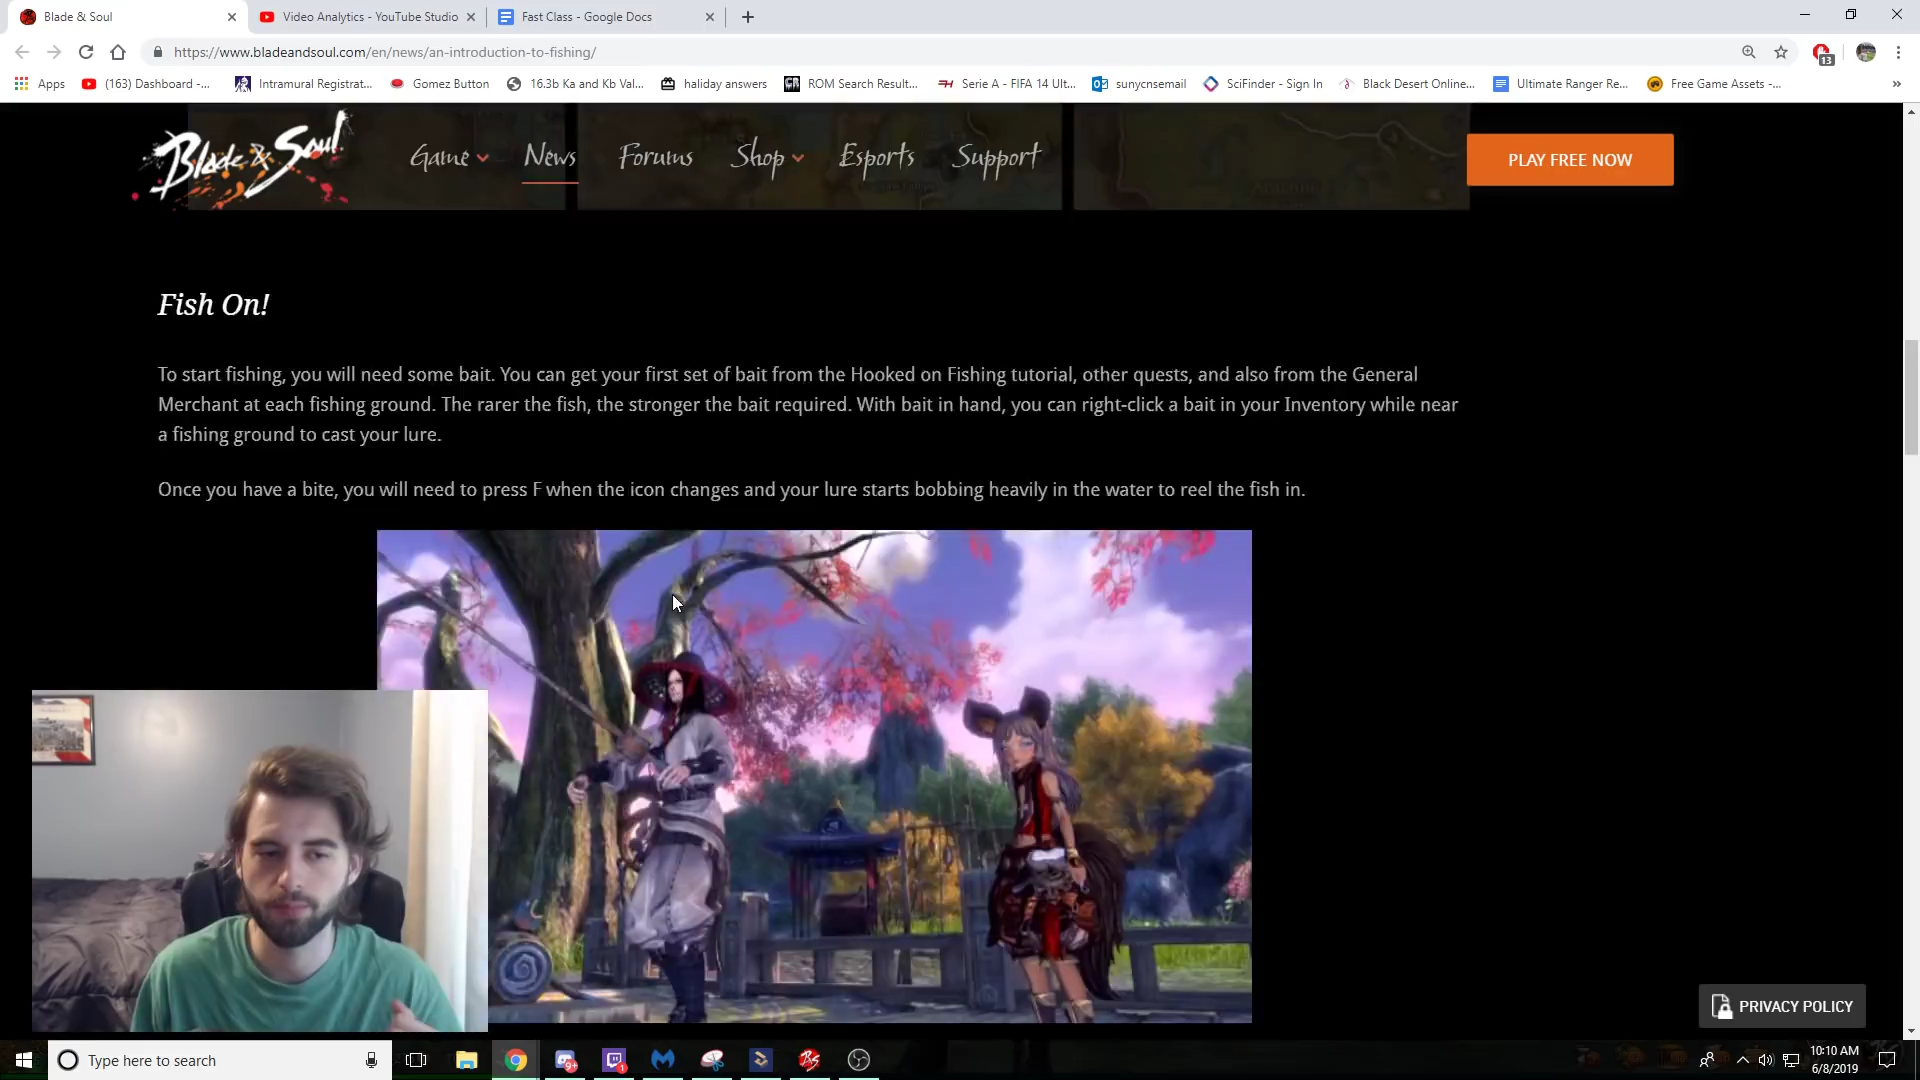 Blade & Soul
Video Analytics - YouTube Studio
Fast Class - Google Docs
https://www.bladeandsoul.com/en/news/an-introduction-to-fishing/
13
Apps
(163) Dashboard -...
Intramural Registrat...
Gomez Button
16.3b Ka and Kb Val...
haliday answers
ROM Search Result...
Serie A - FIFA 14 Ult...
sunycnsemail
SciFinder - Sign In
Black Desert Online...
Ultimate Ranger Re...
Free Game Assets -...
Blade & Soul
Game
News
Forums
Shop
Esports
Support
PLAY FREE NOW
Fish On!
To start fishing, you will need some bait. You can get your first set of bait from the Hooked on Fishing tutorial, other quests, and also from the General
Merchant at each fishing ground. The rarer the fish, the stronger the bait required. With bait in hand, you can right-click a bait in your Inventory while near
a fishing ground to cast your lure.
Once you have a bite, you will need to press F when the icon changes and your lure starts bobbing heavily in the water to reel the fish in.
PRIVACY POLICY
Type here to search
9+
1
10:10 AM
6/8/2019